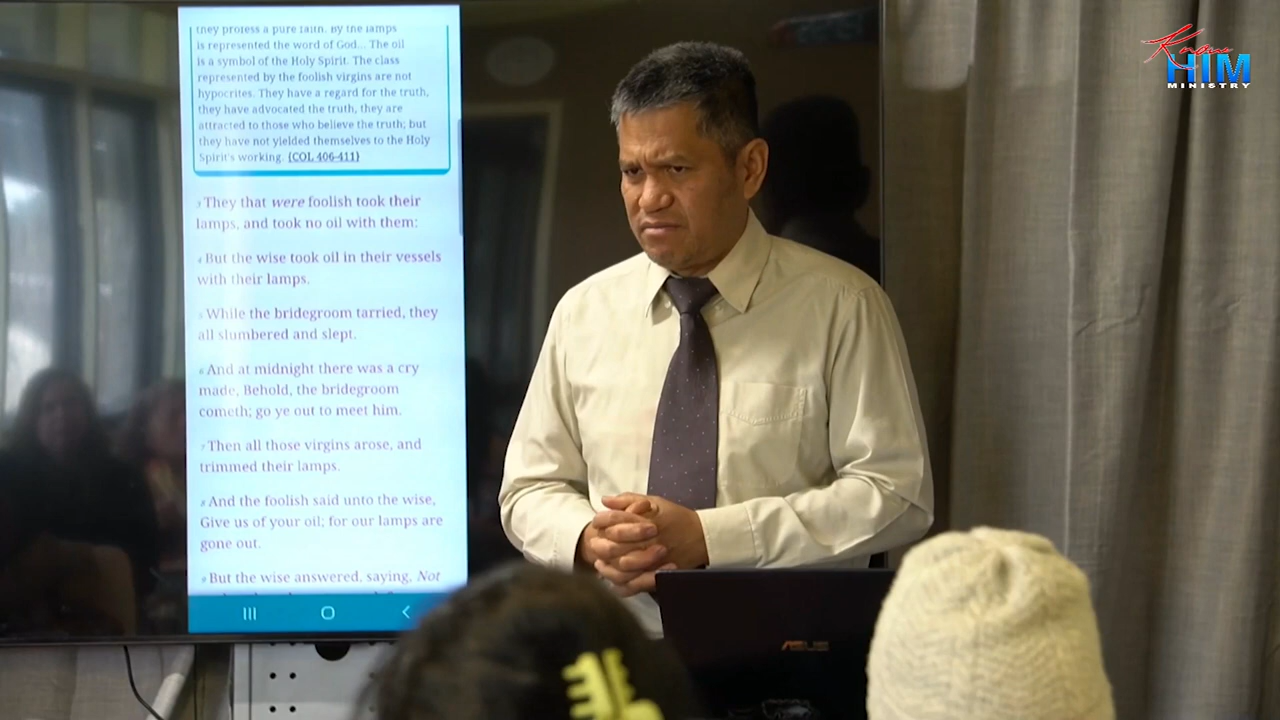 they profess a pure faith. By the lamps
is represented the word of God... The oil
is a symbol of the Holy Spirit. The class
represented by the foolish virgins are not
hypocrites. They have a regard for the truth,
they have advocated the truth, they are
attracted to those who believe the truth; but
they have not yielded themselves to the Holy
Spirit's working. {COL 406-411}
3 They that were foolish took their
lamps, and took no oil with them:
4 But the wise took oil in their vessels
with their lamps.
5 While the bridegroom tarried, they
all slumbered and slept.
6 And at midnight there was a cry
made, Behold, the bridegroom
cometh; go ye out to meet him.
7 Then all those virgins arose, and
trimmed their lamps.
8 And the foolish said unto the wise,
Give us of your oil; for our lamps are
gone out.
9 But the wise answered, saying, Not
Know
HIM
MINISTRY
ASUS